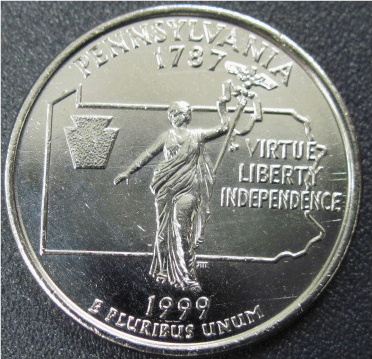 PENNSYLVANIA
1787
VIRTUE
LIBERTY
INDEPENDENCE
1999
E PLURIBUS UNUM